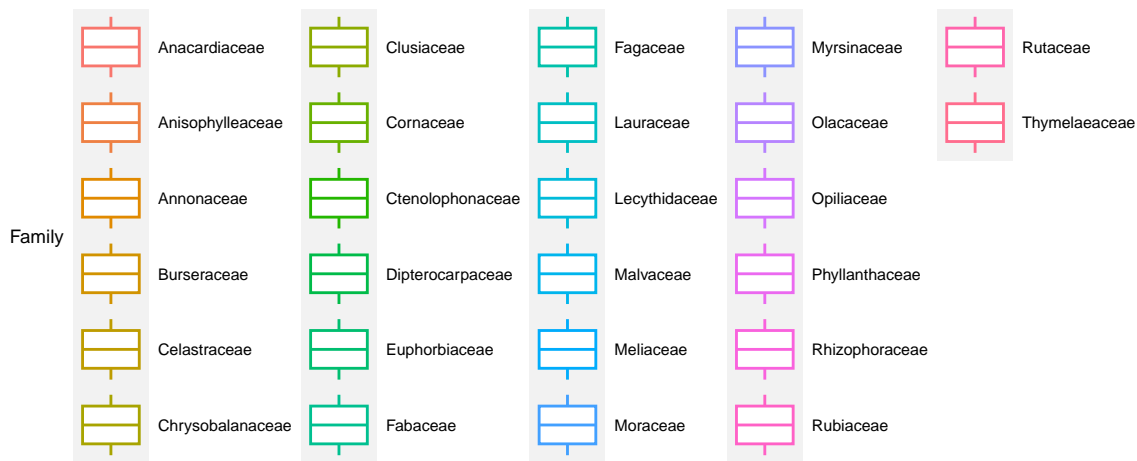 Family
Anacardiaceae
Anisophylleaceae
Annonaceae
Burseraceae
Celastraceae
Chrysobalanaceae
Clusiaceae
Cornaceae
Ctenolophonaceae
Dipterocarpaceae
Euphorbiaceae
Fabaceae
Fagaceae
Lauraceae
Lecythidaceae
Malvaceae
Meliaceae
Moraceae
Myrsinaceae
Olacaceae
Opiliaceae
Phyllanthaceae
Rhizophoraceae
Rubiaceae
Rutaceae
Thymelaeaceae